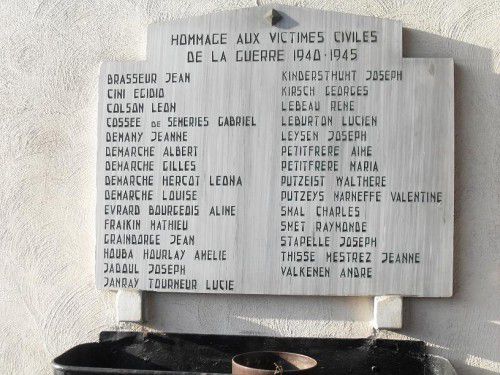 HOMMAGE AUX VICTIMES CIVILES
DE LA GUERRE 1940-1945
BRASSEUR JEAN
CINI EGIDIO
COLSON LEON
COSSEE DE SEMERIES GABRIEL
DEMANY JEANNE
DEMARCHE ALBERT
DEMARCHE GILLES
DEMARCHE HERCOT LEONA
DEMARCHE LOUISE
EVRARD BOURGEOIS ALINE
FRAIKIN MATHIEU
GRAINDORGE JEAN
HOUBA HOURLAY AMELIE
JADOUL JOSEPH
JANRAY TOURNEUR LUCIE
KINDERSTHUHT JOSEPH
KIRSCH GEORGES
LEBEAU RENE
LEBURTON LUCIEN
LEYSEN JOSEPH
PETITFRERE AIME
PETITFRERE MARIA
PUTZEIST WALTHERE
PUTZEYS MARNEFFE VALENTINE
SMAL CHARLES
SMET RAYMONDE
STAPELLE JOSEPH
THISSE MESTREZ JEANNE
VALKENEN ANDRE